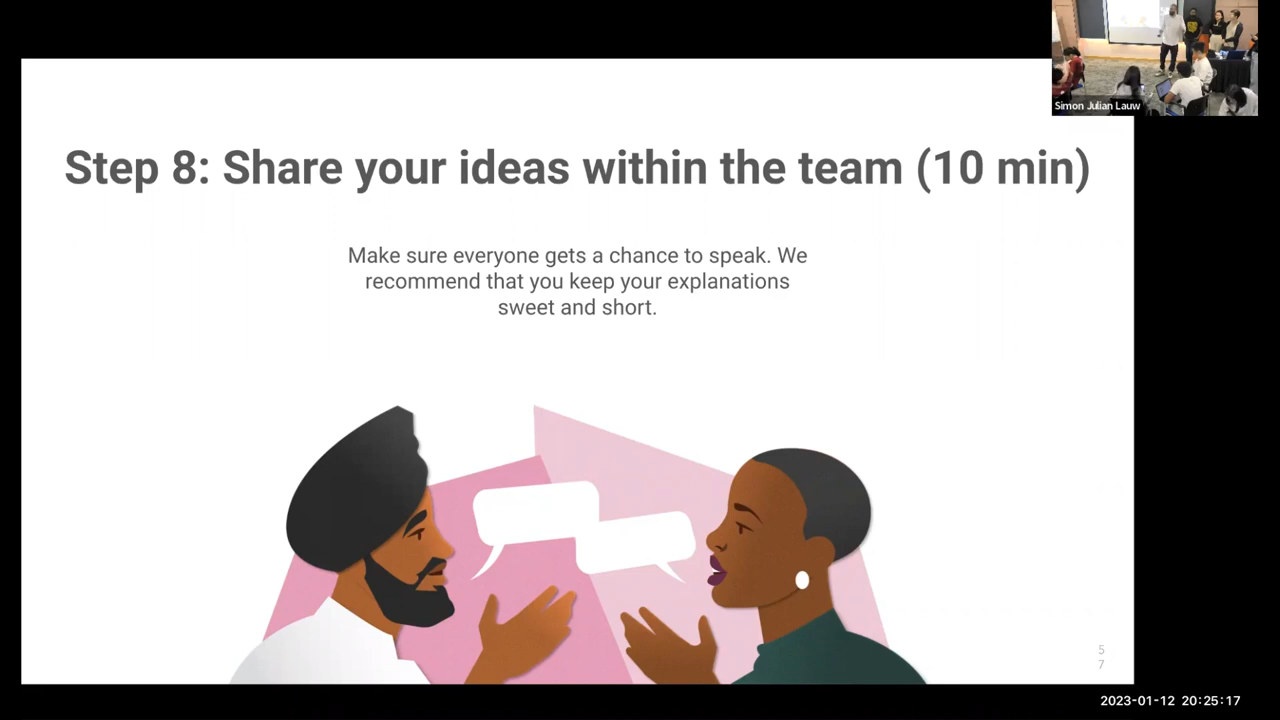 Simon Julian Lauw
Step 8: Share your ideas within the team (10 min)
Make sure everyone gets a chance to speak. We
recommend that you keep your explanations
sweet and short.
5
7
2023-01-12 20:25:17